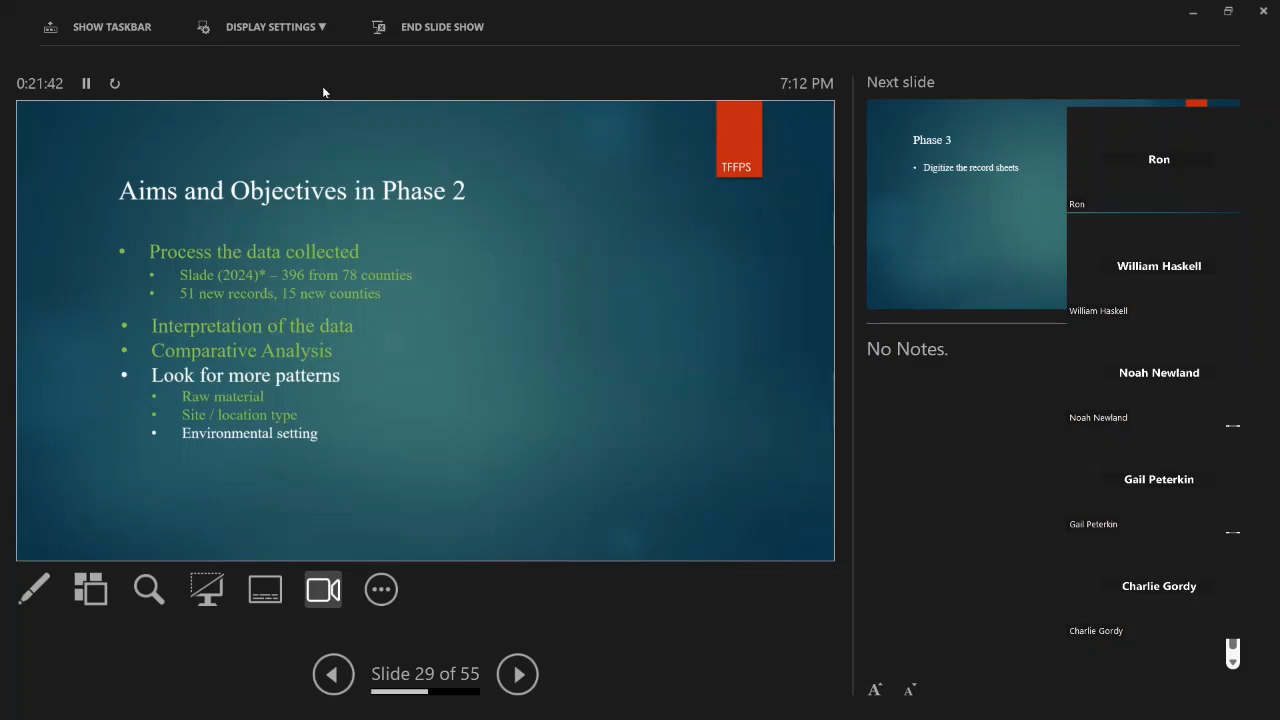 SHOW TASKBAR
DISPLAY SETTINGS ▼
END SLIDE SHOW
0:21:42
7:12 PM
TFFPS
Aims and Objectives in Phase 2
• Process the data collected
• Slade (2024)* – 396 from 78 counties
• 51 new records, 15 new counties
• Interpretation of the data
• Comparative Analysis
• Look for more patterns
• Raw material
• Site / location type
• Environmental setting
Slide 29 of 55
Next slide
Phase 3
• Digitize the record sheets
No Notes.
Ron
Ron
William Haskell
William Haskell
Noah Newland
Noah Newland
Gail Peterkin
Gail Peterkin
Charlie Gordy
Charlie Gordy
A A